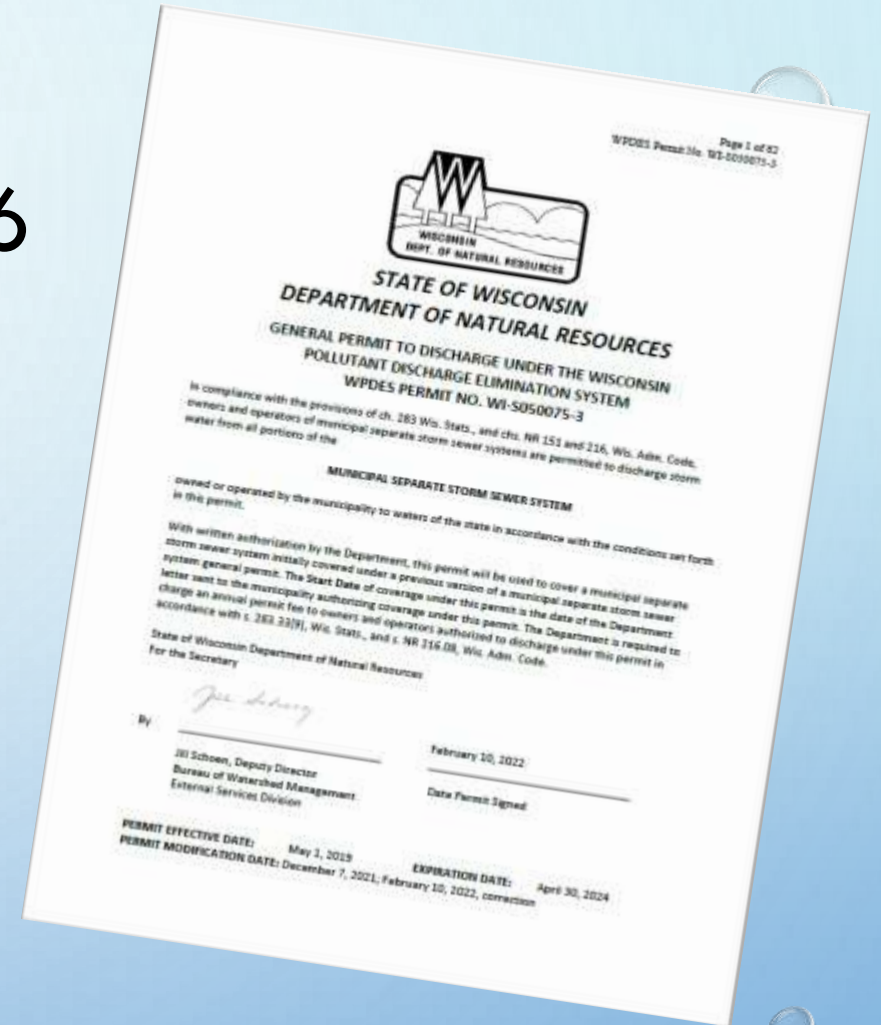 6
Page 1 of 82
WPDES Permit No. WI-S050075-3
WISCONSIN
DEPT. OF NATURAL RESOURCES
STATE OF WISCONSIN
DEPARTMENT OF NATURAL RESOURCES
GENERAL PERMIT TO DISCHARGE UNDER THE WISCONSIN
POLLUTANT DISCHARGE ELIMINATION SYSTEM
WPDES PERMIT NO. WI-S050075-3
In compliance with the provisions of ch. 283 Wis. Stats., and chs. NR 151 and 216, Wis. Adm. Code,
owners and operators of municipal separate storm sewer systems are permitted to discharge storm
water from all portions of the
MUNICIPAL SEPARATE STORM SEWER SYSTEM
owned or operated by the municipality to waters of the state in accordance with the conditions set forth
in this permit.
With written authorization by the Department, this permit will be used to cover a municipal separate
storm sewer system initially covered under a previous version of a municipal separate storm sewer
system general permit. The Start Date of coverage under this permit is the date of the Department
letter sent to the municipality authorizing coverage under this permit. The Department is required to
charge an annual permit fee to owners and operators authorized to discharge under this permit in
accordance with s. 283.33(9), Wis. Stats., and s. NR 216.08, Wis. Adm. Code.
State of Wisconsin Department of Natural Resources
For the Secretary
By
February 10, 2022
Jill Schoen, Deputy Director
Bureau of Watershed Management
External Services Division
Date Permit Signed
PERMIT EFFECTIVE DATE: May 1, 2019 EXPIRATION DATE: April 30, 2024
PERMIT MODIFICATION DATE: December 7, 2021; February 10, 2022, correction